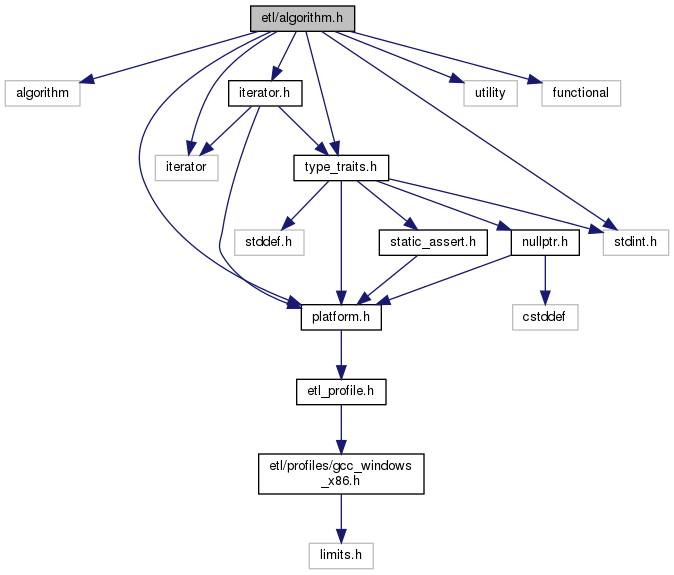 etl/algorithm.h
algorithm
iterator.h
utility
functional
iterator
type_traits.h
stddef.h
static_assert.h
nullptr.h
stdint.h
platform.h
cstddef
etl_profile.h
etl/profiles/gcc_windows
_x86.h
limits.h